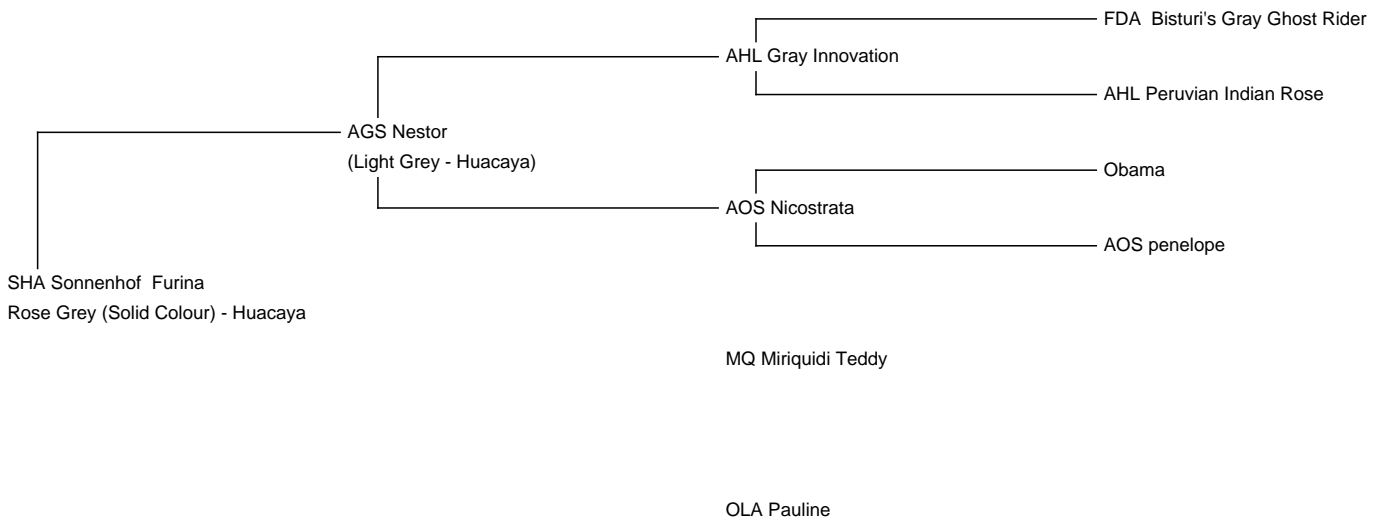 FDA  Bisturi's Gray Ghost Rider
AHL Gray Innovation
AHL Peruvian Indian Rose
AGS Nestor
(Light Grey - Huacaya)
Obama
AOS Nicostrata
AOS penelope
SHA Sonnenhof  Furina
Rose Grey (Solid Colour) - Huacaya
MQ Miriquidi Teddy
OLA Pauline